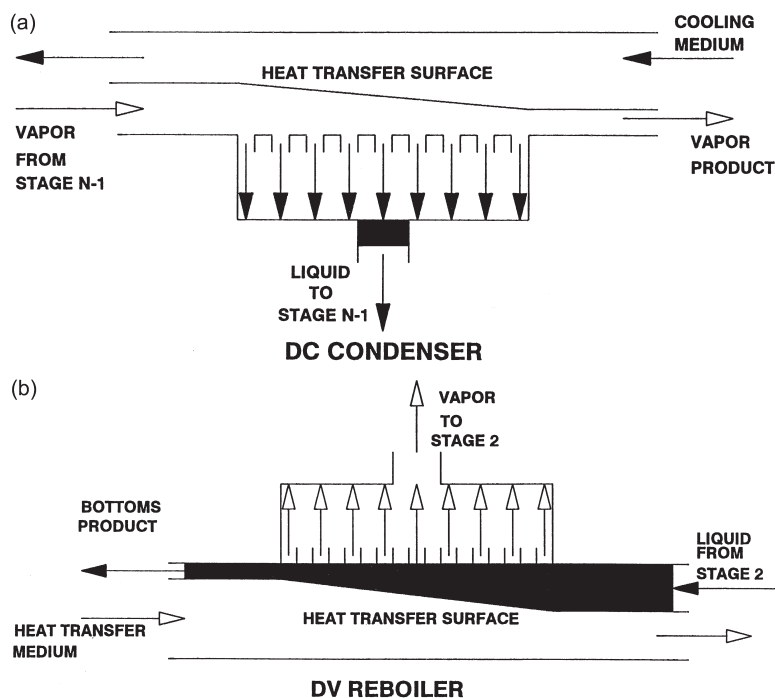 (a)
COOLING
MEDIUM
HEAT TRANSFER SURFACE
VAPOR
FROM
STAGE N-1
VAPOR
PRODUCT
LIQUID
TO
STAGE N-1
DC CONDENSER
(b)
VAPOR
TO
STAGE 2
BOTTOMS
PRODUCT
LIQUID
FROM
STAGE 2
HEAT TRANSFER
MEDIUM
HEAT TRANSFER SURFACE
DV REBOILER